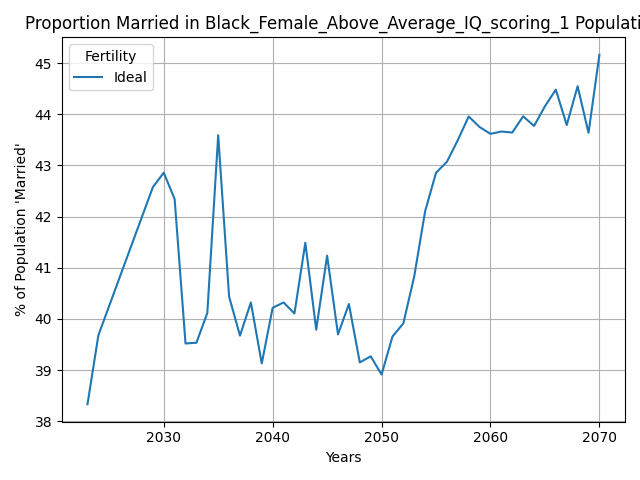 Proportion Married in Black_Female_Above_Average_IQ_scoring_1 Populati
Fertility
Ideal
% of Population 'Married'
45
44
43
42
41
40
39
38
2030 2040 2050 2060 2070
Years